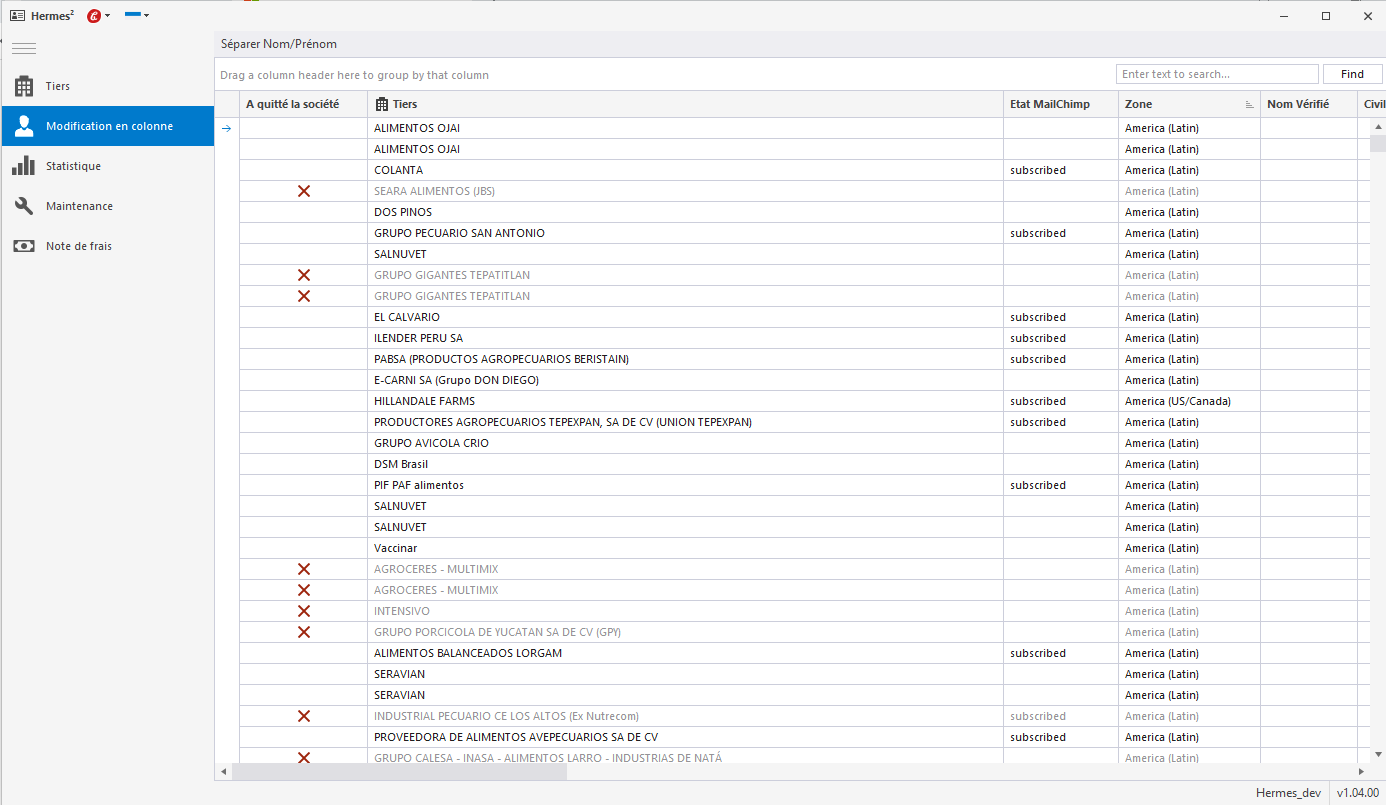 Hermes²
Séparer Nom/Prénom
Drag a column header here to group by that column
Enter text to search...
Find
Tiers
Modification en colonne
Statistique
Maintenance
Note de frais
A quitté la société Tiers Etat MailChimp Zone Nom Vérifié Civil
ALIMENTOS OJAI America (Latin)
ALIMENTOS OJAI America (Latin)
COLANTA subscribed America (Latin)
SEARA ALIMENTOS (JBS) America (Latin)
DOS PINOS America (Latin)
GRUPO PECUARIO SAN ANTONIO subscribed America (Latin)
SALNUVET America (Latin)
GRUPO GIGANTES TEPATITLAN America (Latin)
GRUPO GIGANTES TEPATITLAN America (Latin)
EL CALVARIO subscribed America (Latin)
ILENDER PERU SA subscribed America (Latin)
PABSA (PRODUCTOS AGROPECUARIOS BERISTAIN) subscribed America (Latin)
E-CARNI SA (Grupo DON DIEGO) America (Latin)
HILLANDALE FARMS subscribed America (US/Canada)
PRODUCTORES AGROPECUARIOS TEPEXPAN, SA DE CV (UNION TEPEXPAN) subscribed America (Latin)
GRUPO AVICOLA CRIO America (Latin)
DSM Brasil America (Latin)
PIF PAF alimentos subscribed America (Latin)
SALNUVET America (Latin)
SALNUVET America (Latin)
Vaccinar America (Latin)
AGROCERES - MULTIMIX America (Latin)
AGROCERES - MULTIMIX America (Latin)
INTENSIVO America (Latin)
GRUPO PORCICOLA DE YUCATAN SA DE CV (GPY) America (Latin)
ALIMENTOS BALANCEADOS LORGAM subscribed America (Latin)
SERAVIAN America (Latin)
SERAVIAN America (Latin)
INDUSTRIAL PECUARIO CE LOS ALTOS (Ex Nutrecom) subscribed America (Latin)
PROVEEDORA DE ALIMENTOS AVEPECUARIOS SA DE CV subscribed America (Latin)
GRUPO CALESA - INASA - ALIMENTOS LARRO - INDUSTRIAS DE NATÁ America (Latin)
Hermes_dev v1.04.00